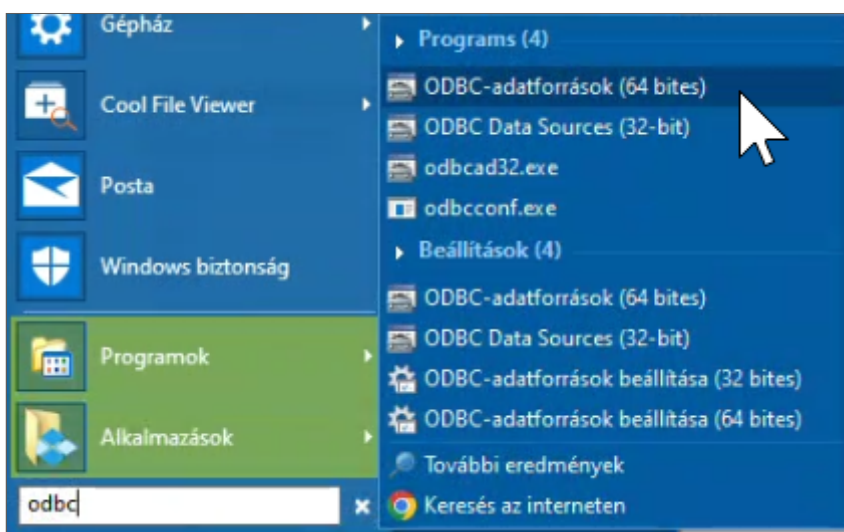 Gépház
Cool File Viewer
Posta
Windows biztonság
Programok
Alkalmazások
odbc
Programs (4)
ODBC-adatforrások (64 bites)
ODBC Data Sources (32-bit)
odbcad32.exe
odbcconf.exe
Beállítások (4)
ODBC-adatforrások (64 bites)
ODBC Data Sources (32-bit)
ODBC-adatforrások beállítása (32 bites)
ODBC-adatforrások beállítása (64 bites)
További eredmények
Keresés az interneten